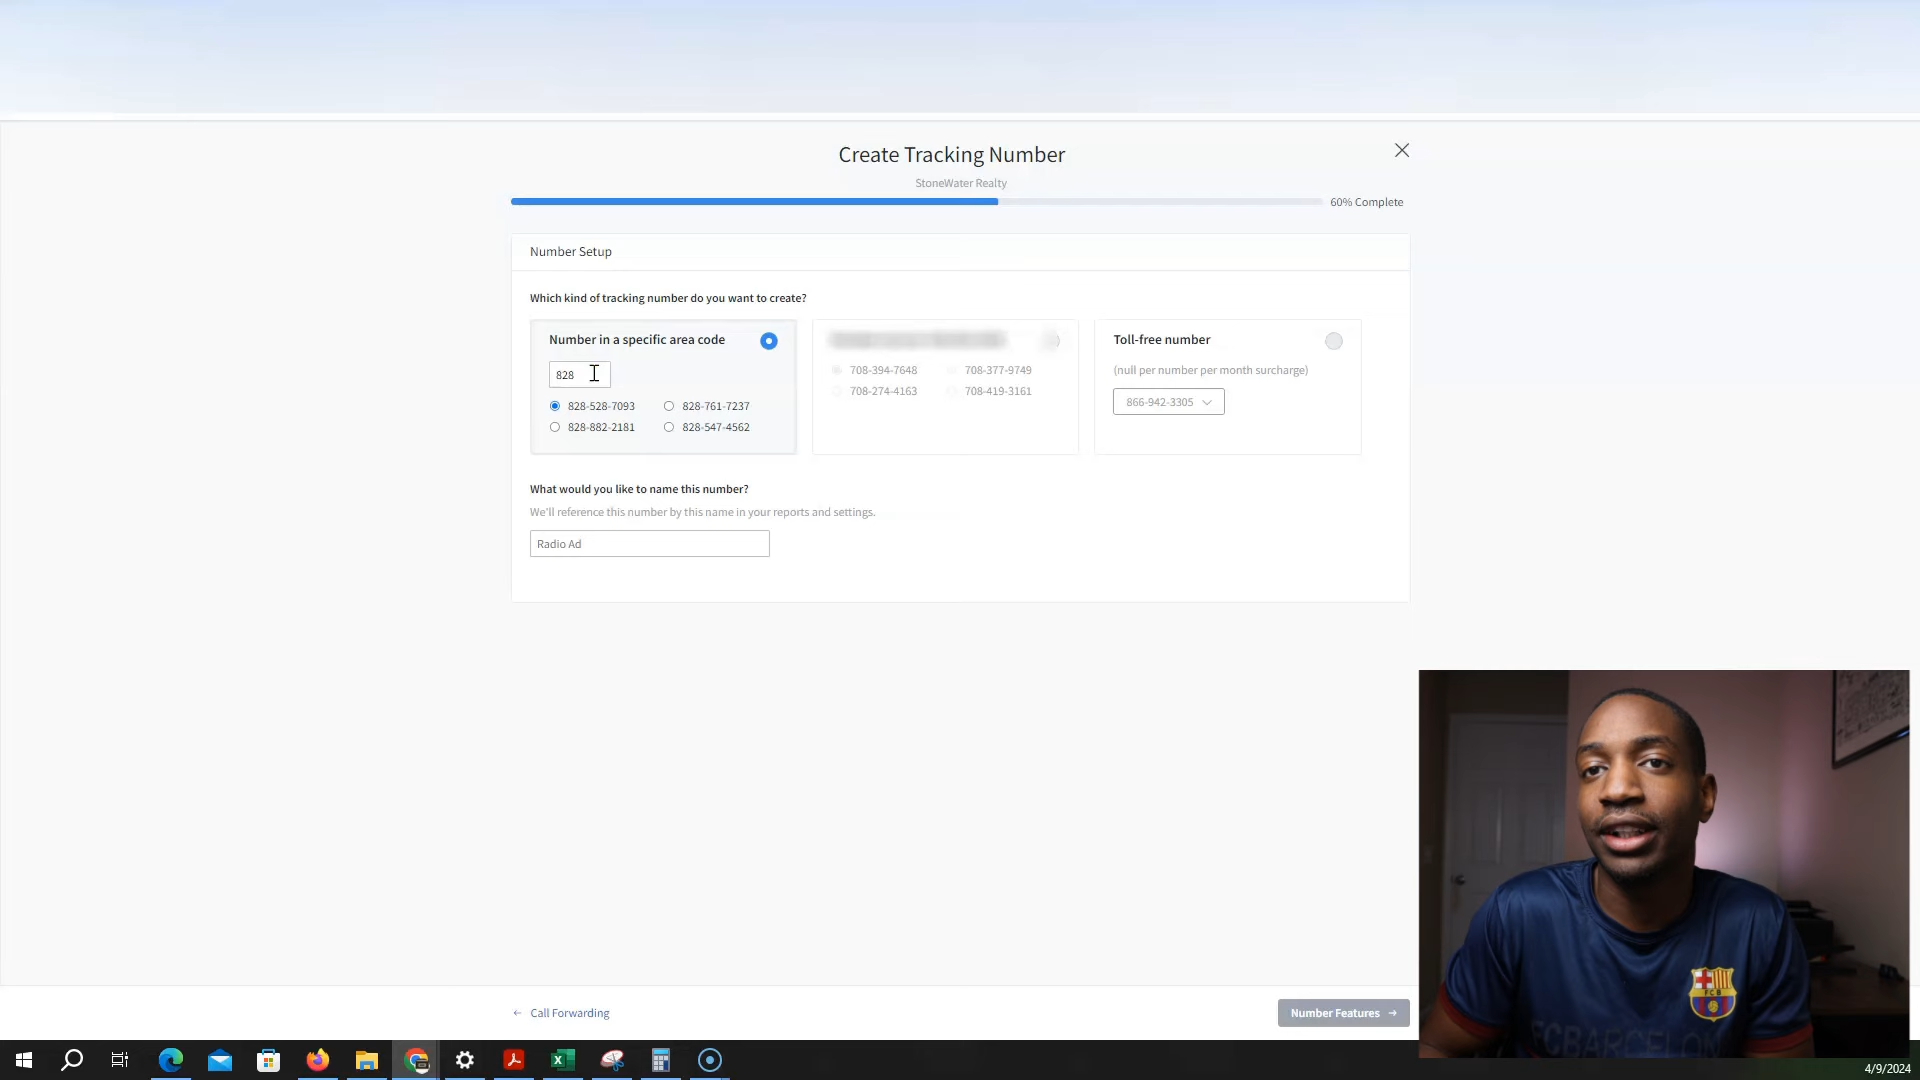 Create Tracking Number
StoneWater Realty
60% Complete
Number Setup
Which kind of tracking number do you want to create?
Number in a specific area code
828
828-528-7093 828-761-7237
828-882-2181 828-547-4562
708-394-7648 708-377-9749
708-274-4163 708-419-3161
Toll-free number
(null per number per month surcharge)
866-942-3305
What would you like to name this number?
We'll reference this number by this name in your reports and settings.
Radio Ad
← Call Forwarding
Number Features →
FCB
FCBARCELON
4/9/2024